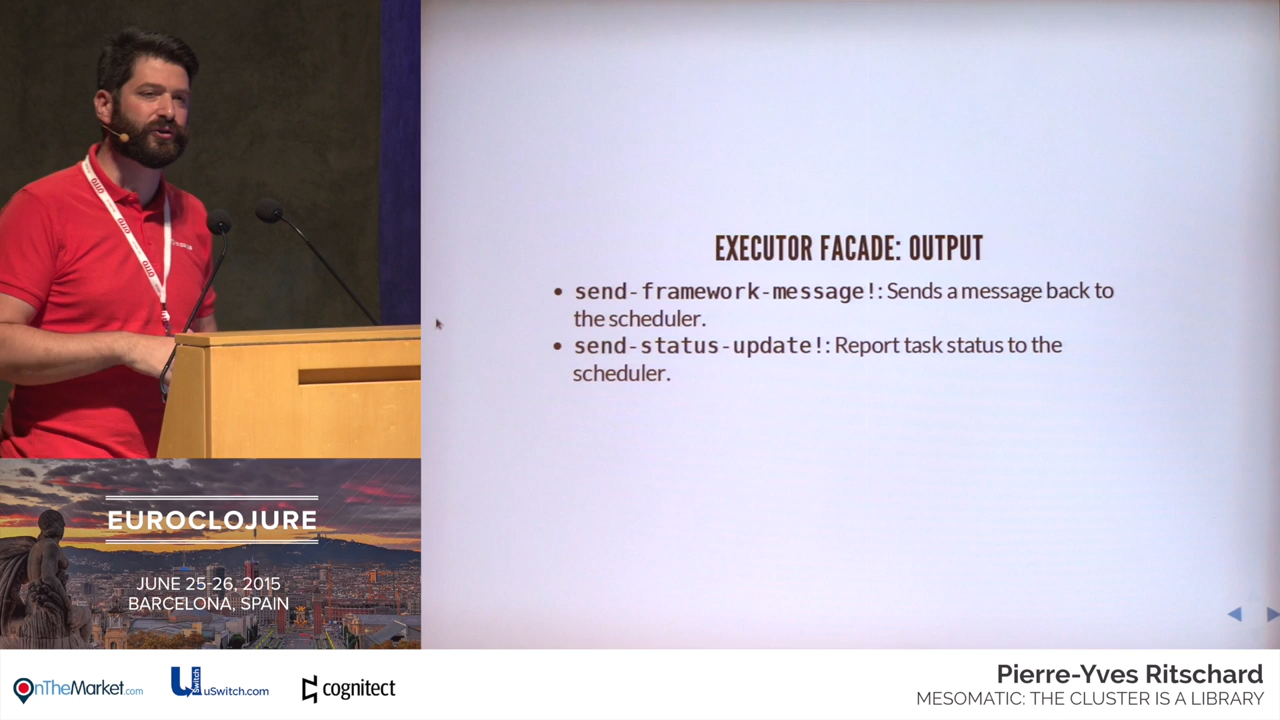 EXECUTOR FACADE: OUTPUT
• send-framework-message!: Sends a message back to
the scheduler.
• send-status-update!: Report task status to the
scheduler.
EUROCLOJURE
JUNE 25-26, 2015
BARCELONA, SPAIN
OnTheMarket.com
U
Switch
uSwitch.com
cognitect
Pierre-Yves Ritschard
MESOMATIC: THE CLUSTER IS A LIBRARY